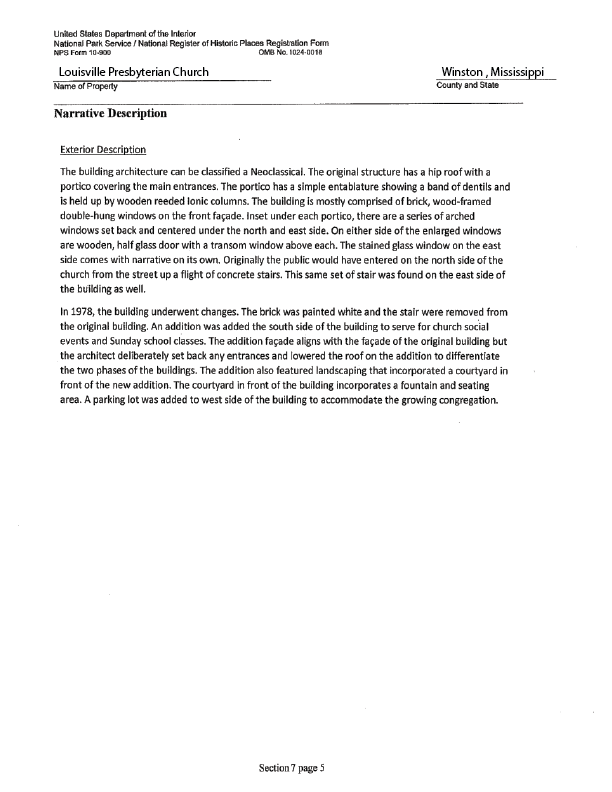 United States Department of the Interior
National Park Service / National Register of Historic Places Registration Form
NPS Form 10-900 OMB No. 1024-0018
Louisville Presbyterian Church Winston , Mississippi
Name of Property County and State
Narrative Description
Exterior Description
The building architecture can be classified a Neoclassical. The original structure has a hip roof with a
portico covering the main entrances. The portico has a simple entablature showing a band of dentils and
is held up by wooden reeded Ionic columns. The building is mostly comprised of brick, wood-framed
double-hung windows on the front façade. Inset under each portico, there are a series of arched
windows set back and centered under the north and east side. On either side of the enlarged windows
are wooden, half glass door with a transom window above each. The stained glass window on the east
side comes with narrative on its own. Originally the public would have entered on the north side of the
church from the street up a flight of concrete stairs. This same set of stair was found on the east side of
the building as well.
In 1978, the building underwent changes. The brick was painted white and the stair were removed from
the original building. An addition was added the south side of the building to serve for church social
events and Sunday school classes. The addition façade aligns with the façade of the original building but
the architect deliberately set back any entrances and lowered the roof on the addition to differentiate
the two phases of the buildings. The addition also featured landscaping that incorporated a courtyard in
front of the new addition. The courtyard in front of the building incorporates a fountain and seating
area. A parking lot was added to west side of the building to accommodate the growing congregation.
Section 7 page 5